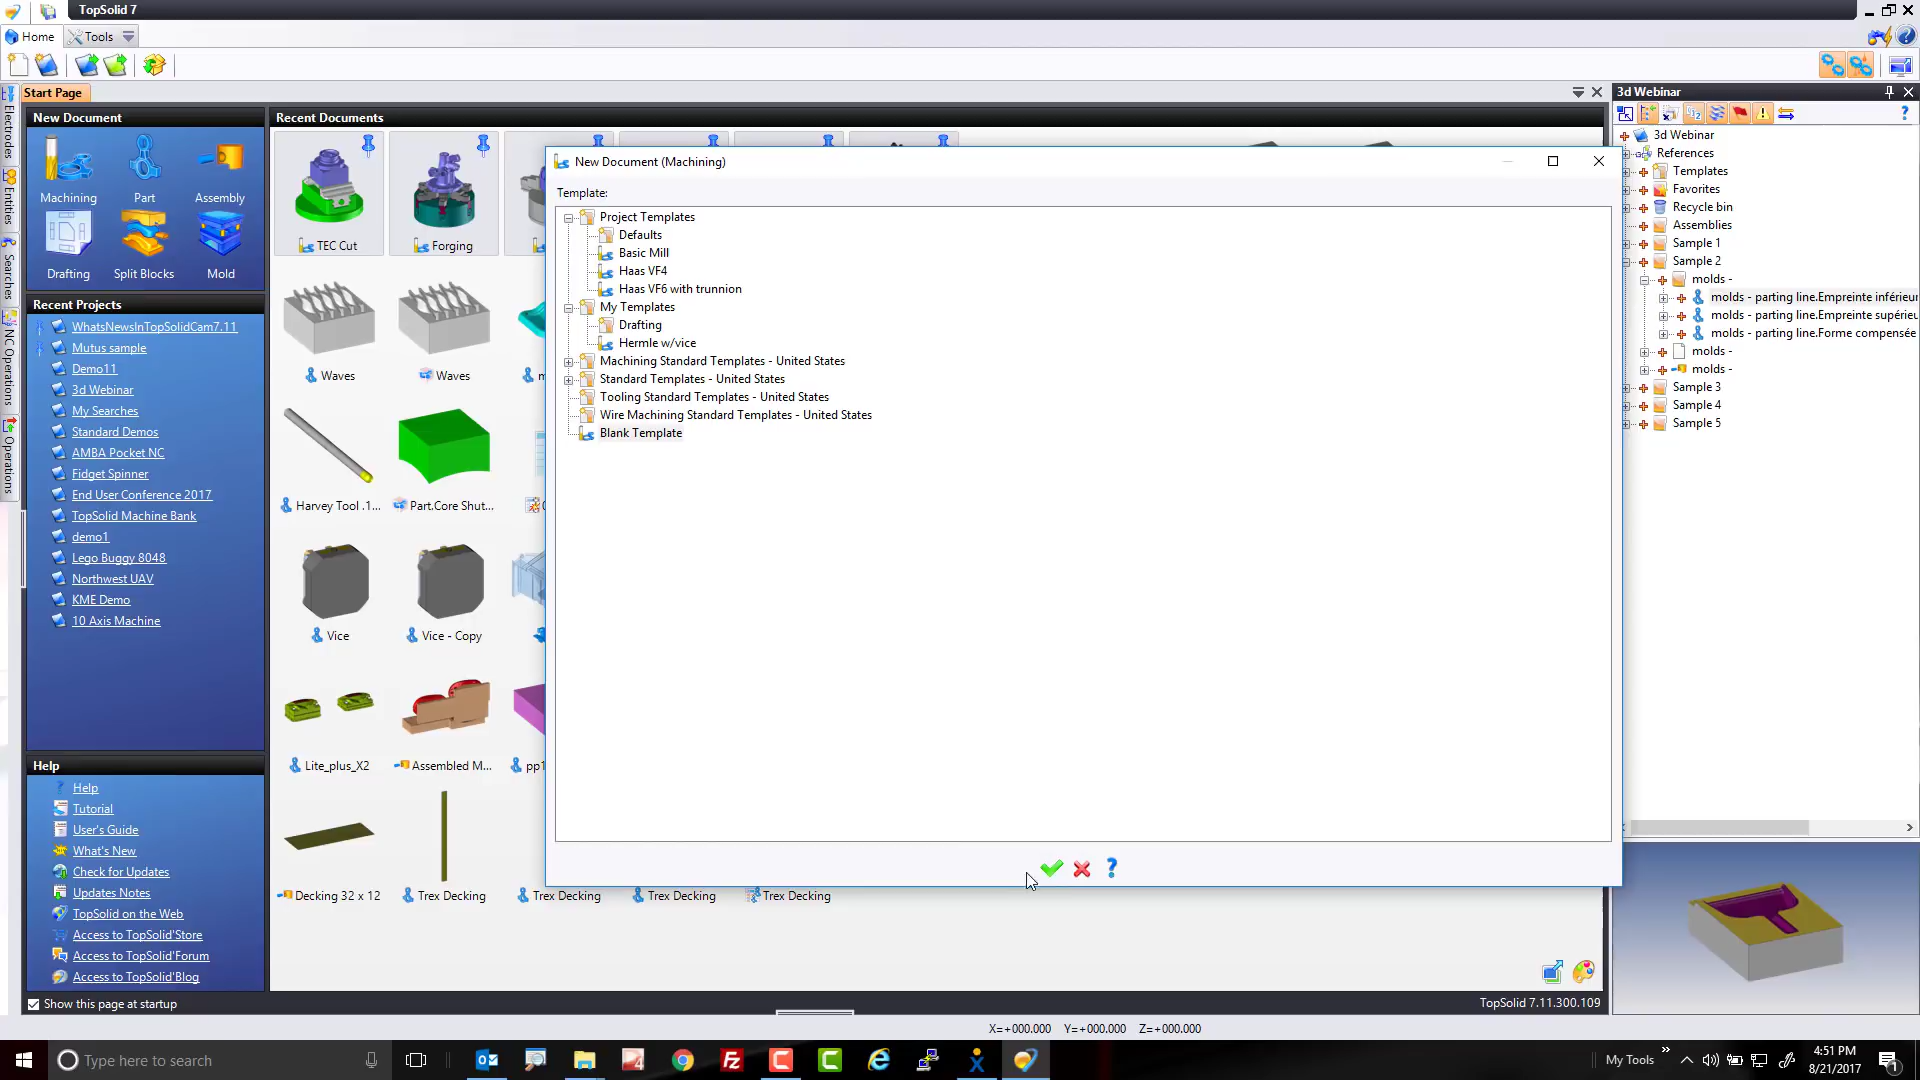 TopSolid 7
Home
Tools
Start Page
3d Webinar
Electrodes
Entities
Searches
NC Operations
Operations
New Document
Machining
Part
Assembly
Drafting
Split Blocks
Mold
Recent Projects
WhatsNewsInTopSolidCam7.11
Mutus sample
Demo11
3d Webinar
My Searches
Standard Demos
AMBA Pocket NC
Fidget Spinner
End User Conference 2017
TopSolid Machine Bank
demo1
Lego Buggy 8048
Northwest UAV
KME Demo
10 Axis Machine
Help
Help
Tutorial
User's Guide
What's New
Check for Updates
Updates Notes
TopSolid on the Web
Access to TopSolid'Store
Access to TopSolid'Forum
Access to TopSolid'Blog
Show this page at startup
Recent Documents
TEC Cut
Forging
Waves
Waves
Harvey Tool .1...
Part.Core Shut...
Vice
Vice - Copy
Lite_plus_X2
Assembled M...
pp1
Decking 32 x 12
Trex Decking
Trex Decking
Trex Decking
Trex Decking
New Document (Machining)
Template:
Project Templates
Defaults
Basic Mill
Haas VF4
Haas VF6 with trunnion
My Templates
Drafting
Hermle w/vice
Machining Standard Templates - United States
Standard Templates - United States
Tooling Standard Templates - United States
Wire Machining Standard Templates - United States
Blank Template
3d Webinar
References
Templates
Favorites
Recycle bin
Assemblies
Sample 1
Sample 2
molds -
molds - parting line.Empreinte inférieur
molds - parting line.Empreinte supérieu
molds - parting line.Forme compensée
molds -
molds -
Sample 3
Sample 4
Sample 5
TopSolid 7.11.300.109
X=+000.000 Y=+000.000 Z=+000.000
Type here to search
My Tools
4:51 PM
8/21/2017